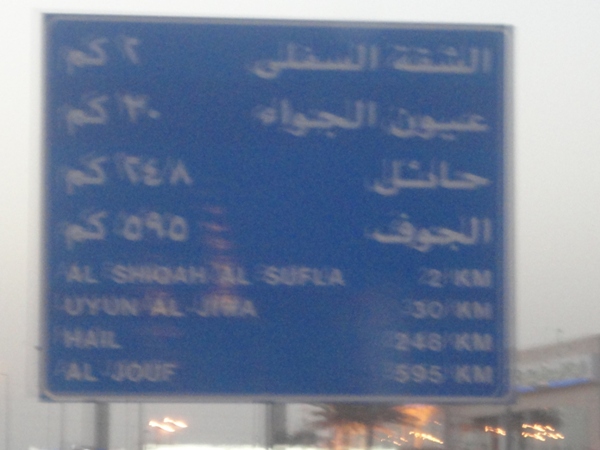 الشقة السفلى ٢ كم
عيون الجواء ٣٠ كم
حائل ٢٤٨ كم
الجوف ٥٩٥ كم
AL SHIQAH AL SUFLA 2 KM
UYUN AL JIWA 30 KM
HAIL 248 KM
AL JOUF 595 KM